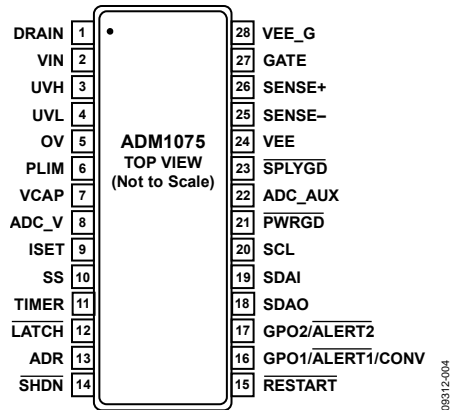 DRAIN 1
VIN 2
UVH 3
UVL 4
OV 5
PLIM 6
VCAP 7
ADC_V 8
ISET 9
SS 10
TIMER 11
LATCH 12
ADR 13
SHDN 14
ADM1075
TOP VIEW
(Not to Scale)
28 VEE_G
27 GATE
26 SENSE+
25 SENSE–
24 VEE
23 SPLYGD
22 ADC_AUX
21 PWRGD
20 SCL
19 SDAI
18 SDAO
17 GPO2/ALERT2
16 GPO1/ALERT1/CONV
15 RESTART
09312-004